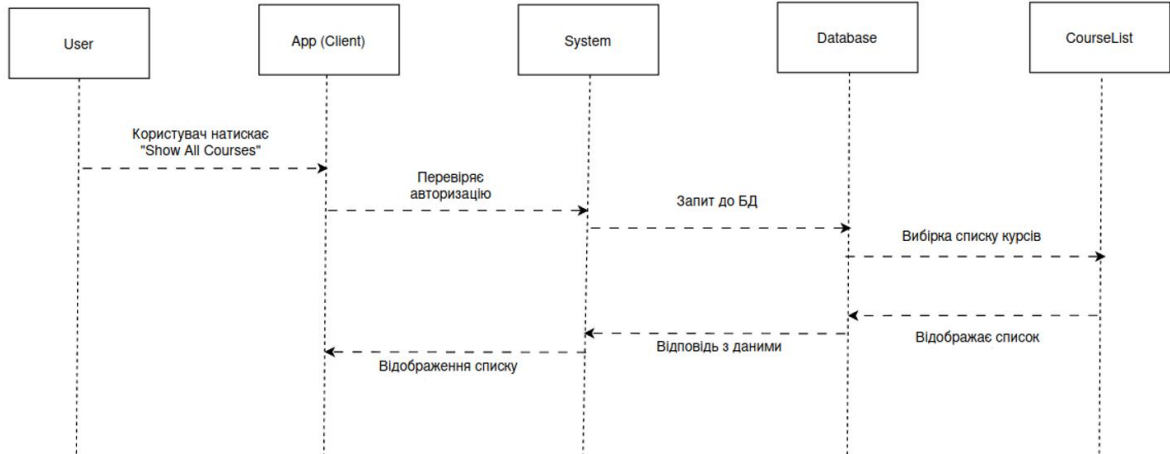 User
App (Client)
System
Database
CourseList
Користувач натискає
"Show All Courses"
Перевіряє
авторизацію
Запит до БД
Вибірка списку курсів
Відображає список
Відповідь з даними
Відображення списку